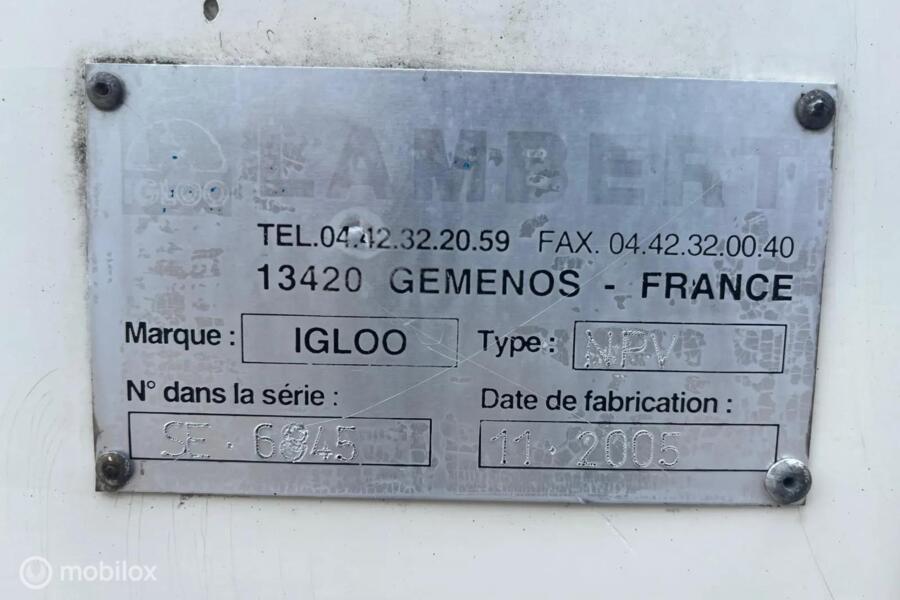 IGLOO LAMBERT
TEL.04.42.32.20.59 FAX. 04.42.32.00.40
13420 GEMENOS - FRANCE
Marque : IGLOO Type : NPV
N° dans la série : Date de fabrication :
SE. 6845 11. 2005
mobilox